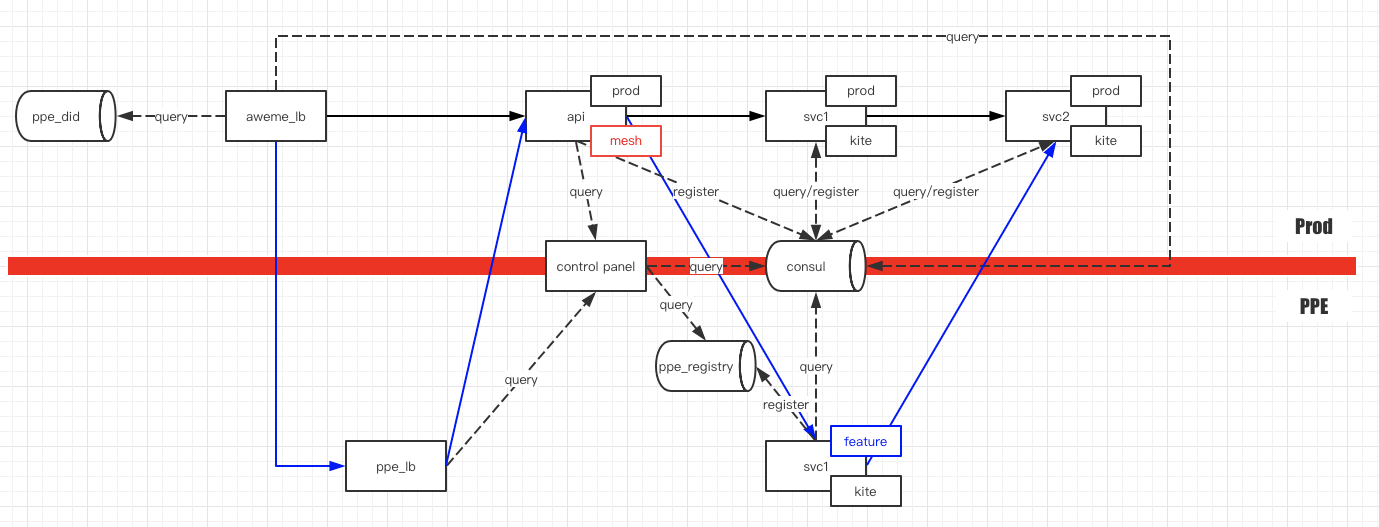 query
prod
prod
prod
ppe_did
query
aweme_lb
api
svc1
svc2
mesh
kite
kite
query
register
query/register
query/register
Prod
control panel
query
consul
query
PPE
ppe_registry
query
query
register
feature
ppe_lb
svc1
kite